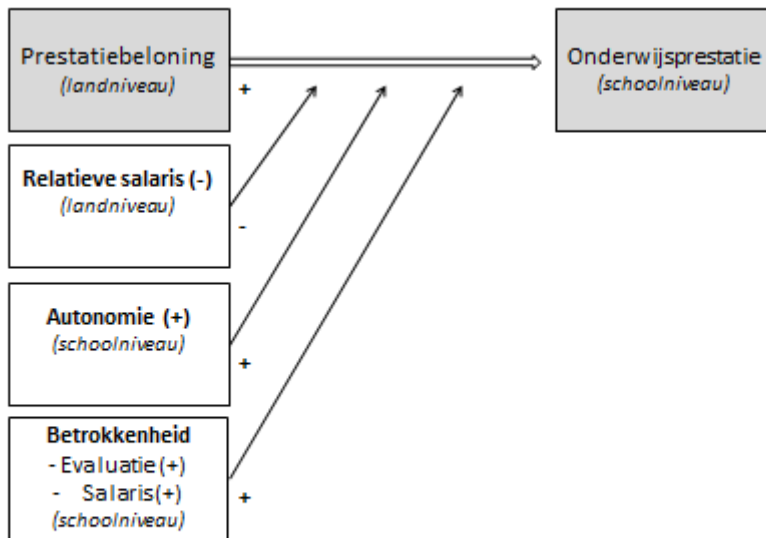 Prestatiebeloning
(landniveau)
+
Onderwijsprestatie
(schoolniveau)
Relatieve salaris (-)
(landniveau)
-
Autonomie (+)
(schoolniveau)
+
Betrokkenheid
- Evaluatie (+)
- Salaris(+)
(schoolniveau)
+